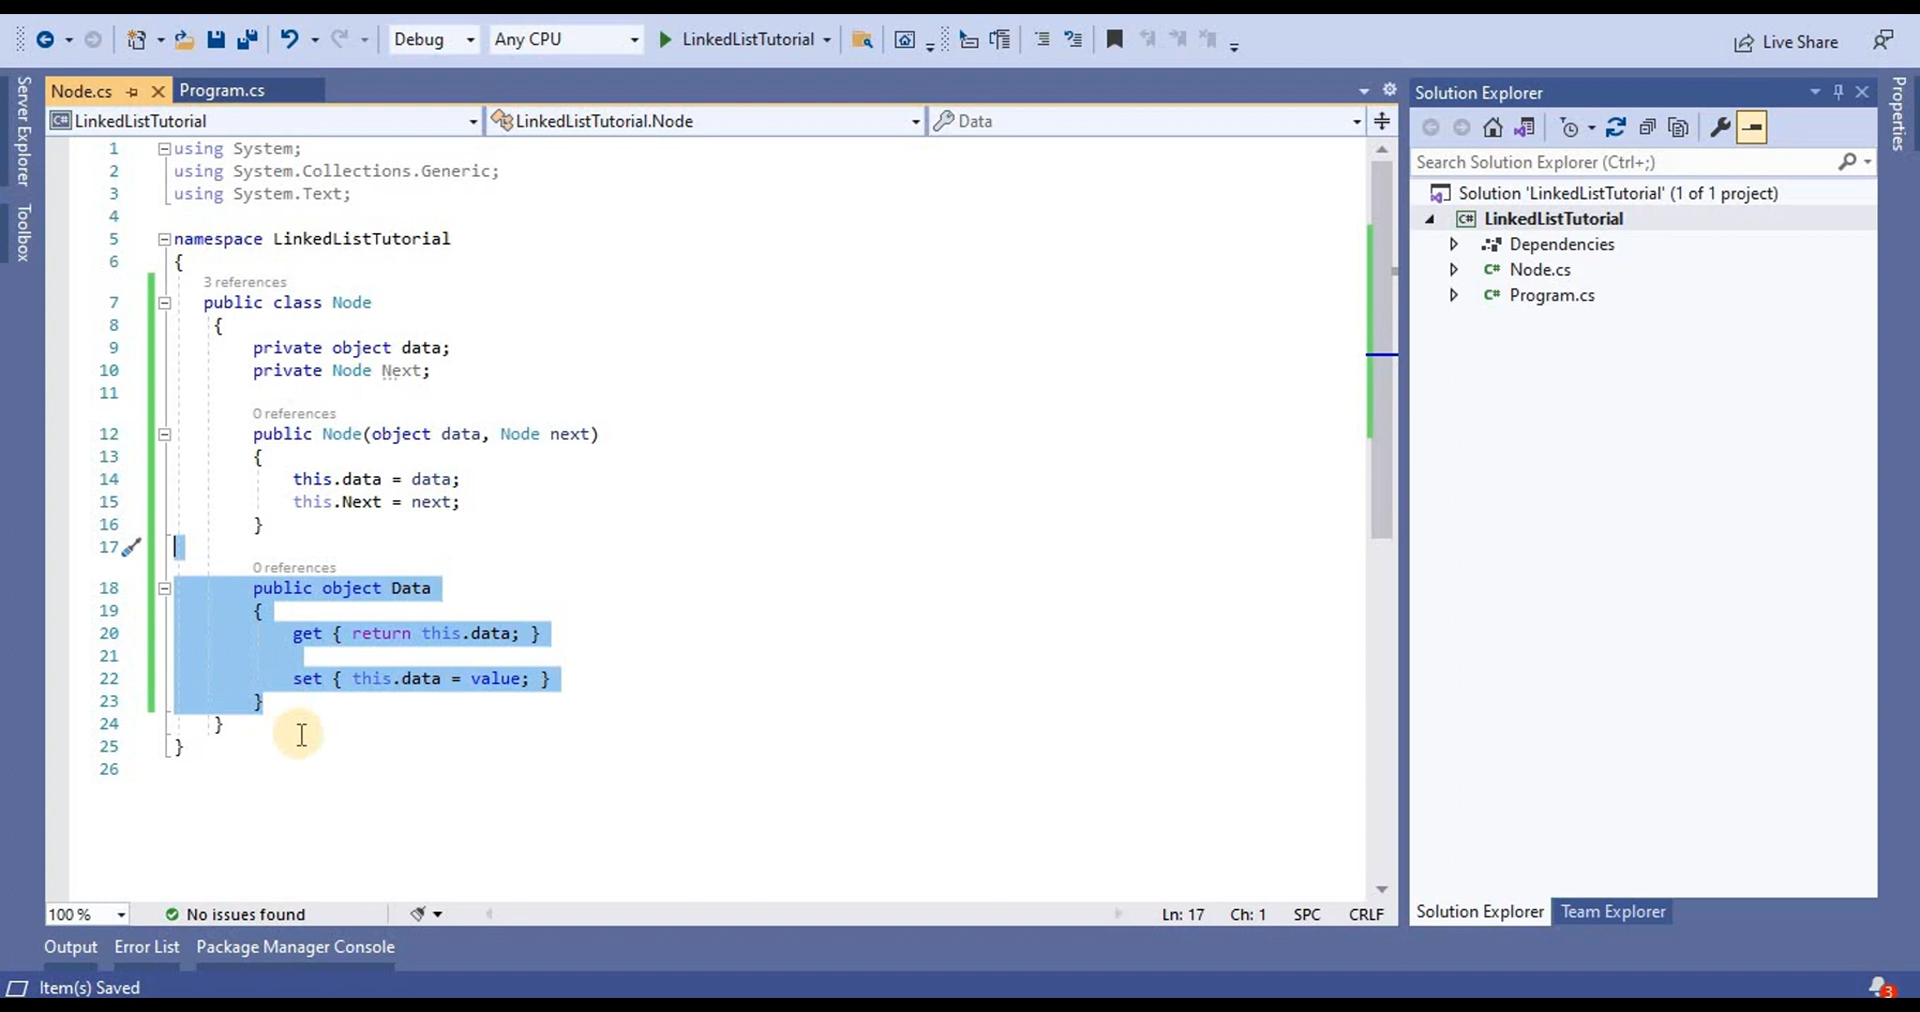 Debug
Any CPU
LinkedListTutorial
Live Share
Server Explorer
Toolbox
Node.cs
Program.cs
LinkedListTutorial
LinkedListTutorial.Node
Data
1 using System;
2 using System.Collections.Generic;
3 using System.Text;
4
5 namespace LinkedListTutorial
6 {
3 references
7 public class Node
8 {
9 private object data;
10 private Node Next;
11
0 references
12 public Node(object data, Node next)
13 {
14 this.data = data;
15 this.Next = next;
16 }
17
0 references
18 public object Data
19 {
20 get { return this.data; }
21
22 set { this.data = value; }
23 }
24 }
25 }
26
100 %
No issues found
Ln: 17 Ch: 1 SPC CRLF
Solution Explorer
Search Solution Explorer (Ctrl+;)
Solution 'LinkedListTutorial' (1 of 1 project)
C# LinkedListTutorial
Dependencies
C# Node.cs
C# Program.cs
Solution Explorer Team Explorer
Properties
Output Error List Package Manager Console
Item(s) Saved
3